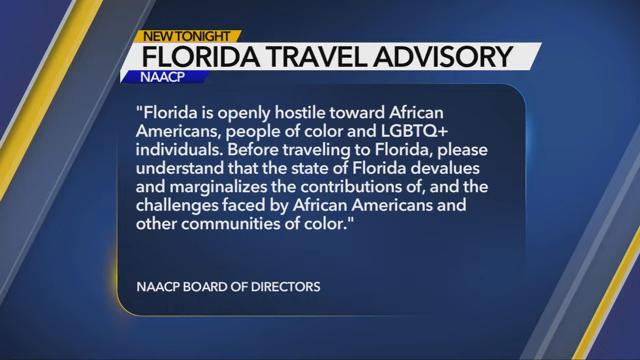 NEW TONIGHT
FLORIDA TRAVEL ADVISORY
NAACP
"Florida is openly hostile toward African
Americans, people of color and LGBTQ+
individuals. Before traveling to Florida, please
understand that the state of Florida devalues
and marginalizes the contributions of, and the
challenges faced by African Americans and
other communities of color."
NAACP BOARD OF DIRECTORS